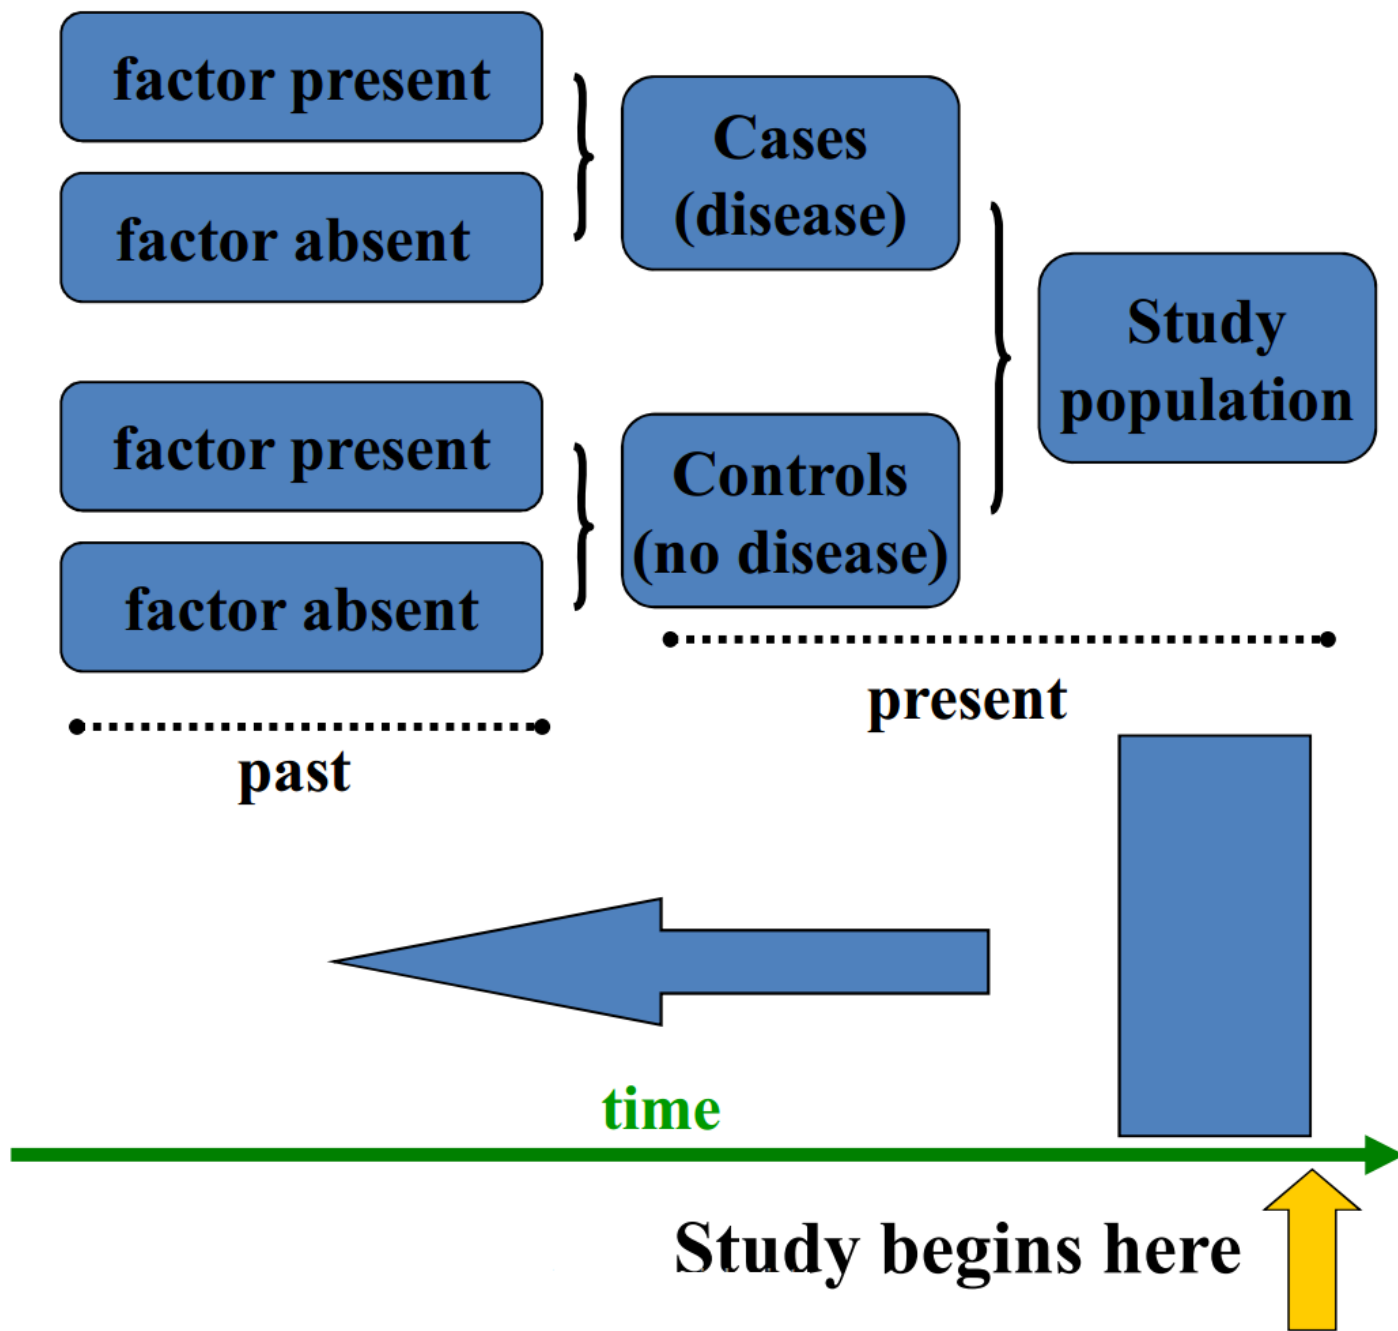 factor present
factor absent
Cases
(disease)
factor present
factor absent
Controls
(no disease)
Study
population
past
present
time
Study begins here